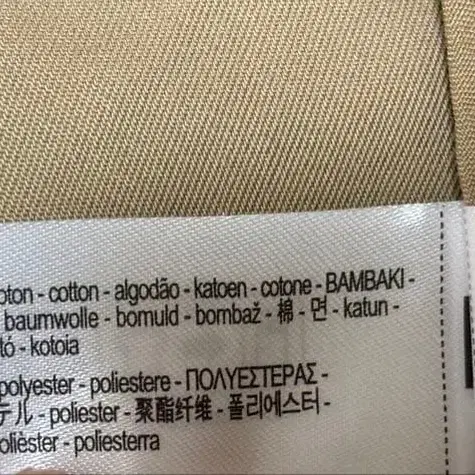 oton - cotton - algodão - katoen - cotone - BAMBAKI -
baumwolle - bomuld - bombaž - 棉 - 면 - katun -
tó - kotoia
polyester - poliestere - ΠΟΛΥΕΣΤΕΡΑΣ -
テル - poliester - 聚酯纤维 - 폴리에스터 -
olièster - poliesterra